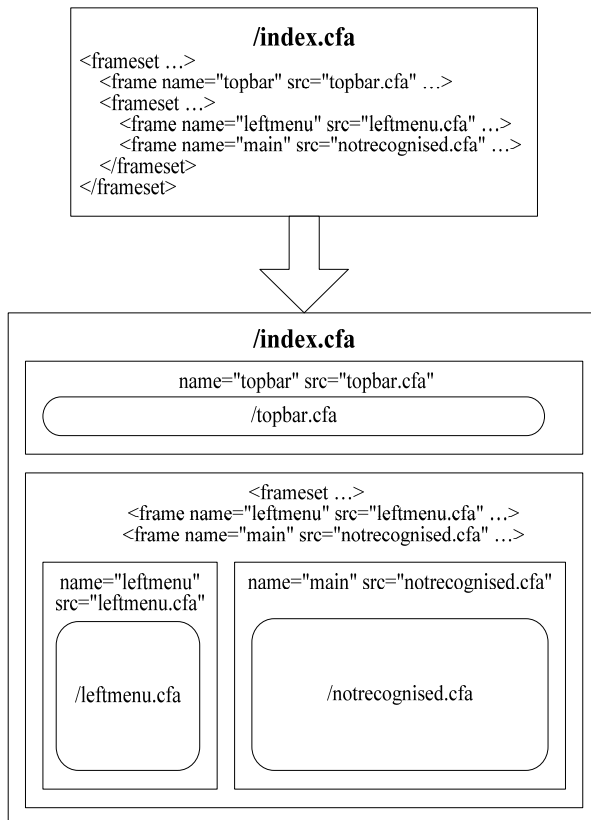 /index.cfa
<frameset …>
<frame name="topbar" src="topbar.cfa" …>
<frameset …>
<frame name="leftmenu" src="leftmenu.cfa" …>
<frame name="main" src="notrecognised.cfa" …>
</frameset>
</frameset>
/index.cfa
name="topbar" src="topbar.cfa"
/topbar.cfa
<frameset …>
<frame name="leftmenu" src="leftmenu.cfa" …>
<frame name="main" src="notrecognised.cfa" …>
name="leftmenu"
src="leftmenu.cfa"
/leftmenu.cfa
name="main" src="notrecognised.cfa"
/notrecognised.cfa